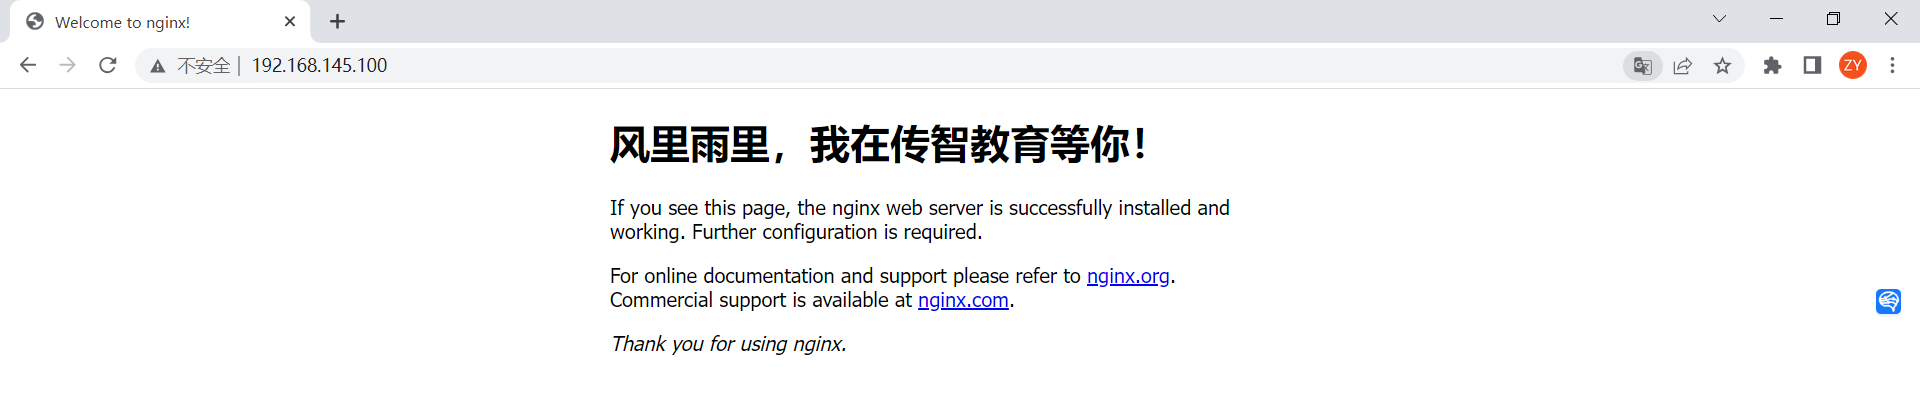 Welcome to nginx!
不安全 | 192.168.145.100
ZY
风里雨里，我在传智教育等你！
If you see this page, the nginx web server is successfully installed and
working. Further configuration is required.
For online documentation and support please refer to nginx.org.
Commercial support is available at nginx.com.
Thank you for using nginx.